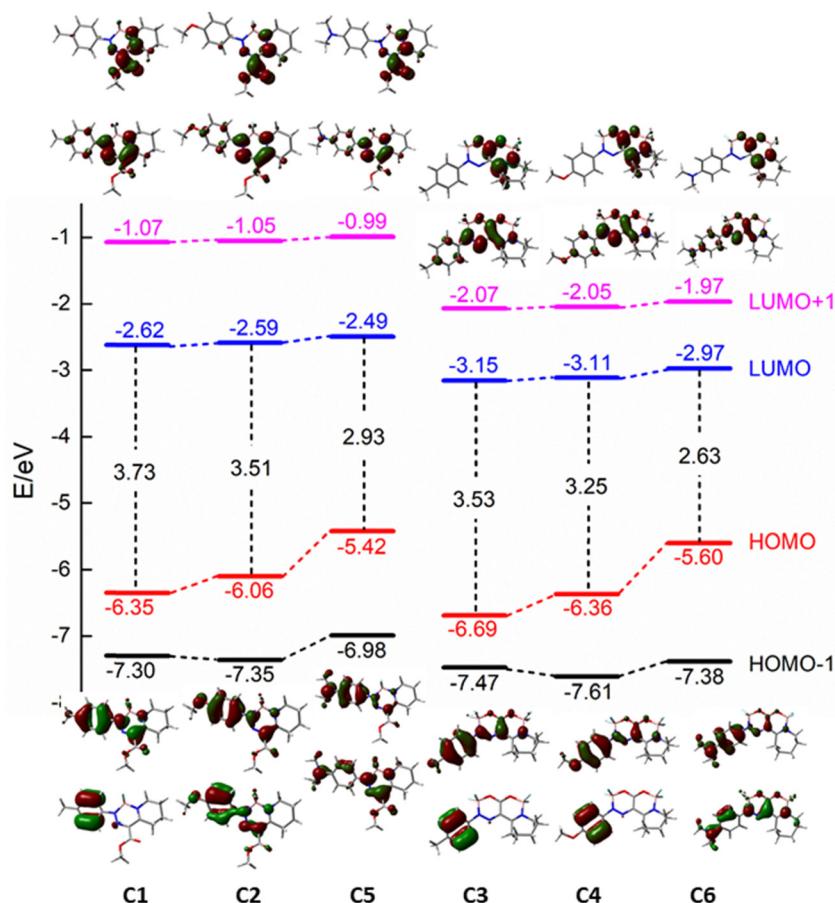 -1.07 -1.05 -0.99
-2.07 -2.05 -1.97
LUMO+1
-2.62 -2.59 -2.49
-3.15 -3.11 -2.97
LUMO
3.73 3.51 2.93
3.53 3.25 2.63
-6.35 -6.06 -5.42
-6.69 -6.36 -5.60
HOMO
-7.30 -7.35 -6.98
-7.47 -7.61 -7.38
HOMO-1
E/eV
-1
-2
-3
-4
-5
-6
-7
C1 C2 C5 C3 C4 C6